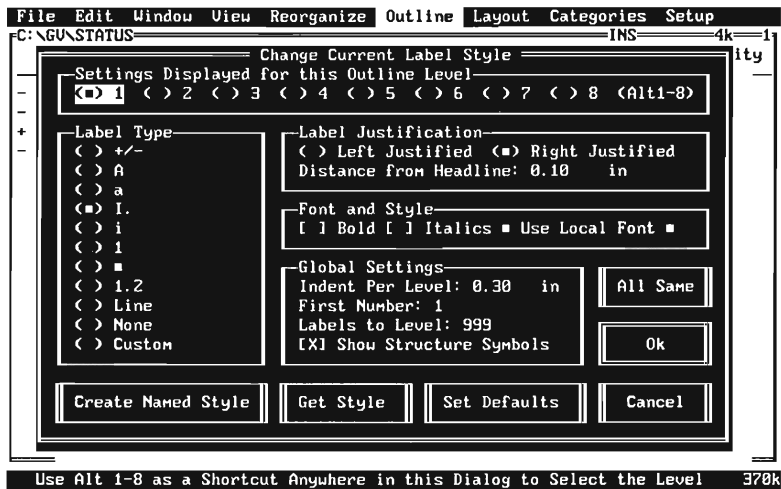 File Edit Window View Reorganize Outline Layout Categories Setup
C:\GV\STATUS INS 4k 1
Change Current Label Style ity
Settings Displayed for this Outline Level
(■) 1 ( ) 2 ( ) 3 ( ) 4 ( ) 5 ( ) 6 ( ) 7 ( ) 8 (Alt1-8)
Label Type
( ) +/-
( ) A
( ) a
(■) I.
( ) i
( ) 1
( ) ■
( ) 1.2
( ) Line
( ) None
( ) Custom
Label Justification
( ) Left Justified (■) Right Justified
Distance from Headline: 0.10 in
Font and Style
[ ] Bold [ ] Italics ■ Use Local Font ■
Global Settings
Indent Per Level: 0.30 in
First Number: 1
Labels to Level: 999
[X] Show Structure Symbols
All Same
Ok
Create Named Style Get Style Set Defaults Cancel
Use Alt 1-8 as a Shortcut Anywhere in this Dialog to Select the Level 370k